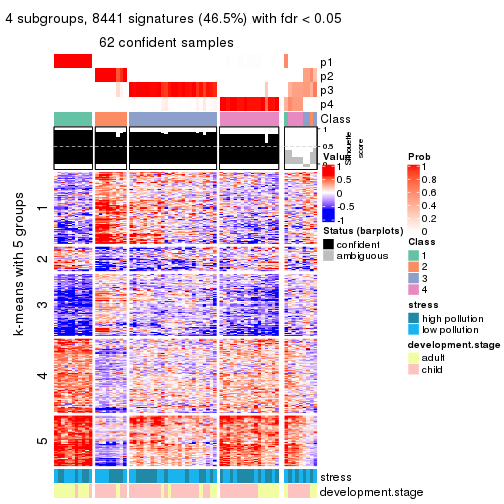 4 subgroups, 8441 signatures (46.5%) with fdr < 0.05
62 confident samples
p1
p2
p3
p4
Class
1
0.5
0
Silhouette
score
k-means with 5 groups
1
2
3
4
5
stress
development.stage
Value
1
0.5
0
-0.5
-1
Status (barplots)
confident
ambiguous
Prob
1
0.8
0.6
0.4
0.2
0
Class
1
2
3
4
stress
high pollution
low pollution
development.stage
adult
child